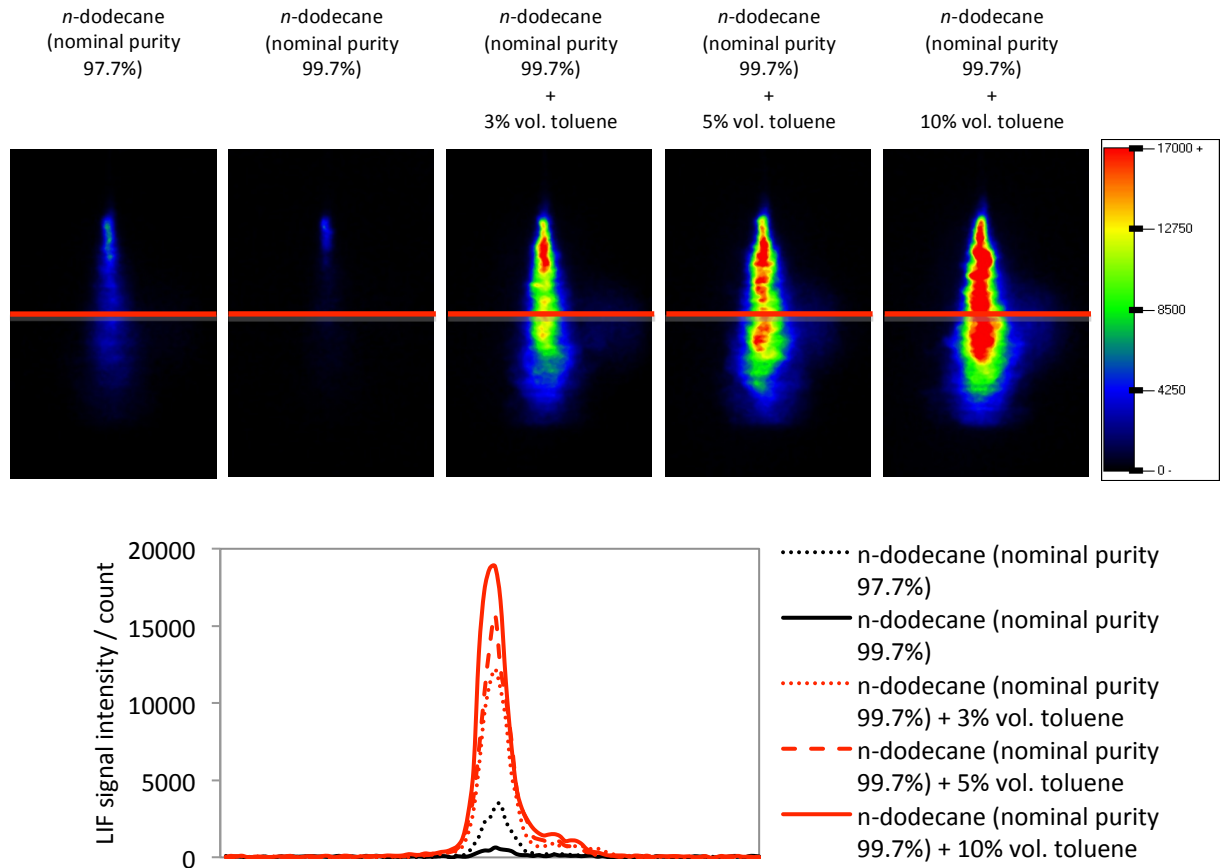 n-dodecane
(nominal purity
97.7%)
n-dodecane
(nominal purity
99.7%)
n-dodecane
(nominal purity
99.7%)
+
3% vol. toluene
n-dodecane
(nominal purity
99.7%)
+
5% vol. toluene
n-dodecane
(nominal purity
99.7%)
+
10% vol. toluene
17000 +
12750
8500
4250
0 -
LIF signal intensity / count
20000
15000
10000
5000
0
n-dodecane (nominal purity
97.7%)
n-dodecane (nominal purity
99.7%)
n-dodecane (nominal purity
99.7%) + 3% vol. toluene
n-dodecane (nominal purity
99.7%) + 5% vol. toluene
n-dodecane (nominal purity
99.7%) + 10% vol. toluene